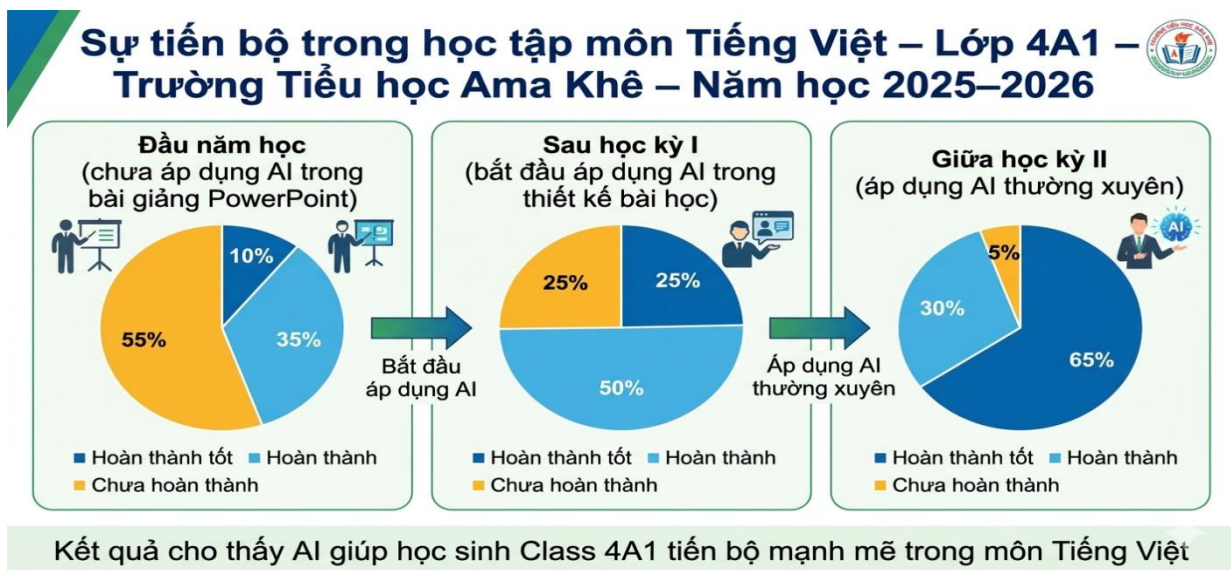 Sự tiến bộ trong học tập môn Tiếng Việt – Lớp 4A1 –
Trường Tiểu học Ama Khê – Năm học 2025–2026
Đầu năm học
(chưa áp dụng AI trong
bài giảng PowerPoint)
10%
35%
55%
Hoàn thành tốt
Hoàn thành
Chưa hoàn thành
Bắt đầu
áp dụng AI
Sau học kỳ I
(bắt đầu áp dụng AI trong
thiết kế bài học)
25%
25%
50%
Hoàn thành tốt
Hoàn thành
Chưa hoàn thành
Áp dụng AI
thường xuyên
Giữa học kỳ II
(áp dụng AI thường xuyên)
AI
5%
30%
65%
Hoàn thành tốt
Hoàn thành
Chưa hoàn thành
Kết quả cho thấy AI giúp học sinh Class 4A1 tiến bộ mạnh mẽ trong môn Tiếng Việt